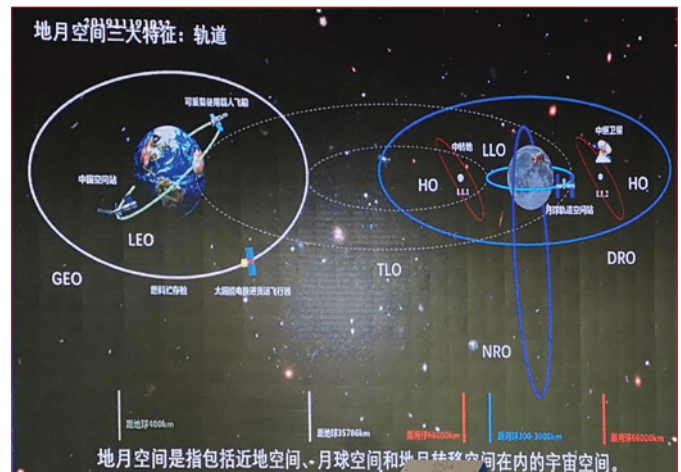 201911191032
地月空间三大特征：轨道
可重复使用载人飞船
中国空间站
LEO
GEO
燃料贮存舱
太阳能电推进货运飞行器
TLO
中转站
LLO
中继卫星
HO
LL1
LL2
HO
月球轨道空间站
DRO
NRO
距地球400km
距地球35786km
距月球66000km
距月球300-3000km
距月球66000km
地月空间是指包括近地空间、月球空间和地月转移空间在内的宇宙空间。